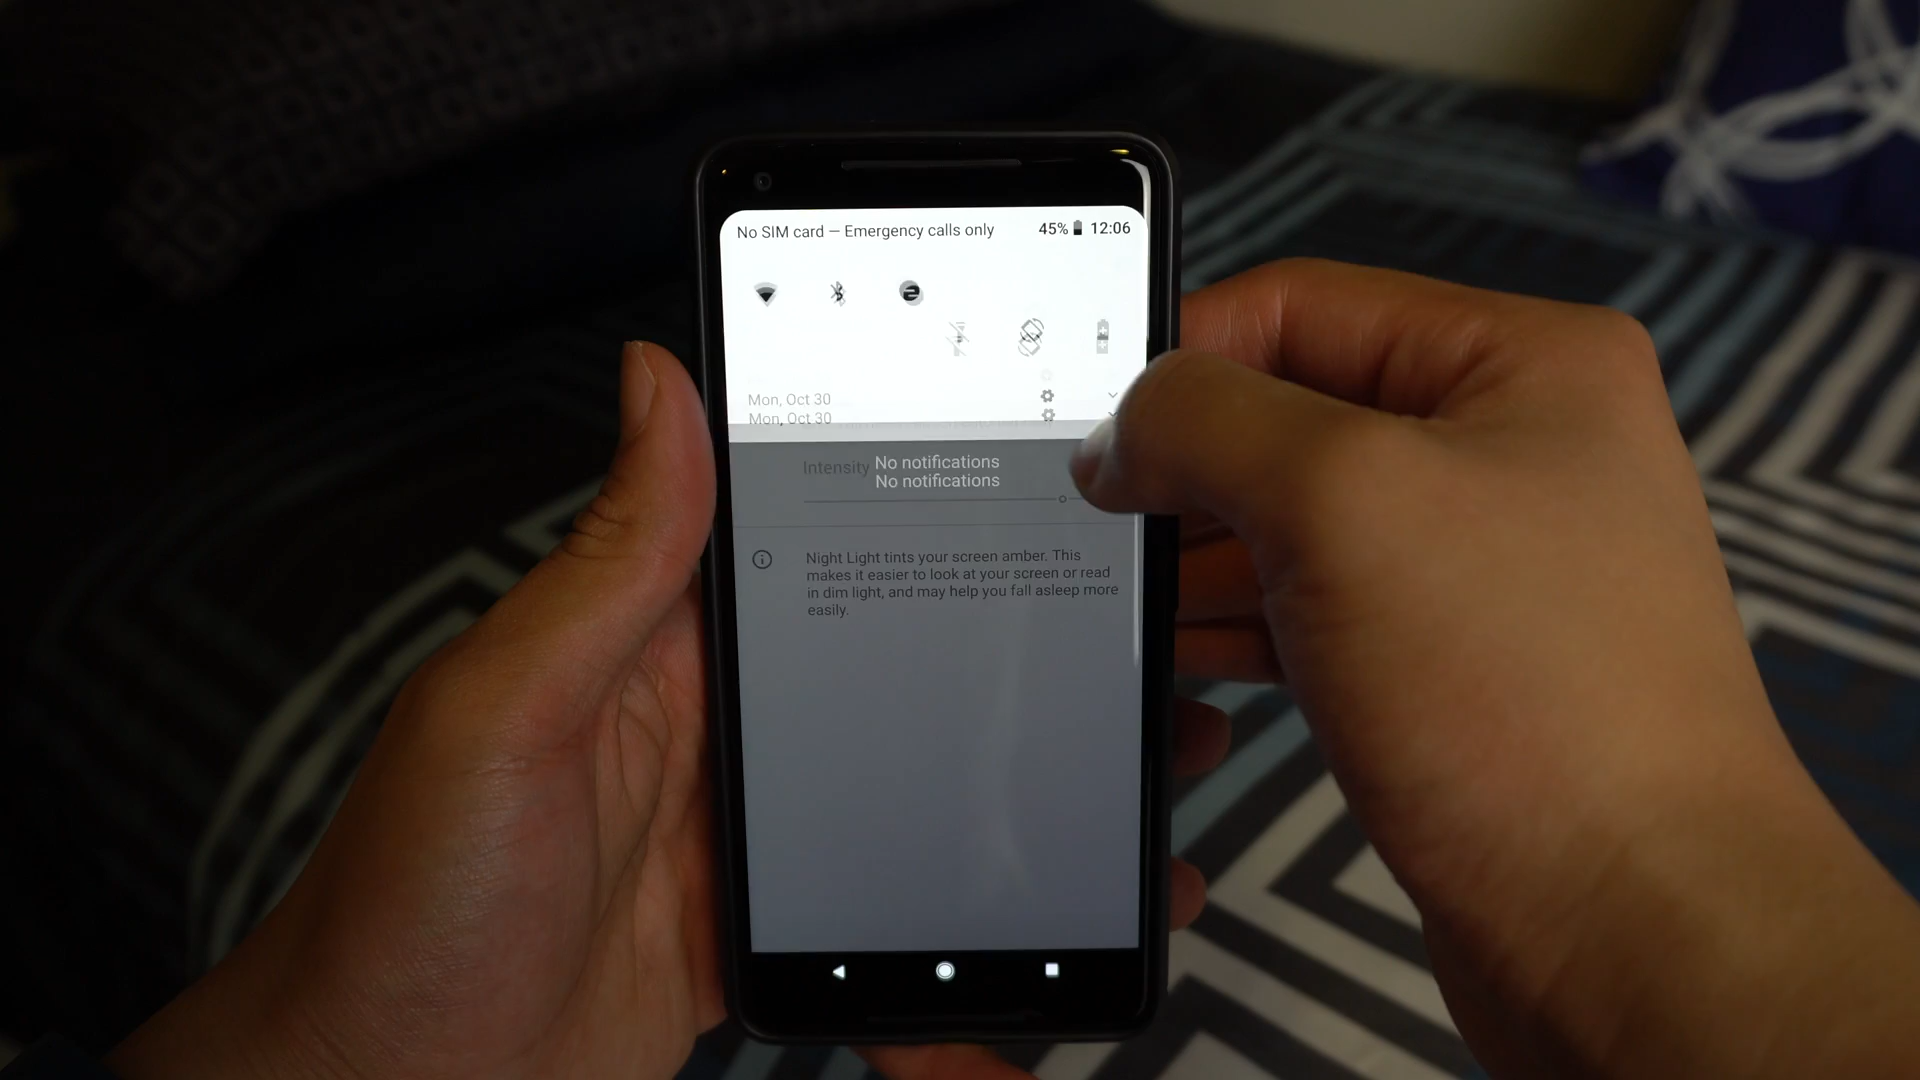 No SIM card — Emergency calls only 45% 12:06
Mon, Oct 30
Mon, Oct 30
Intensity
No notifications
No notifications
Night Light tints your screen amber. This
makes it easier to look at your screen or read
in dim light, and may help you fall asleep more
easily.